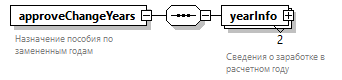 approveChangeYears
yearInfo
2
Назначение пособия по
замененным годам
Сведения о заработке в
расчетном году